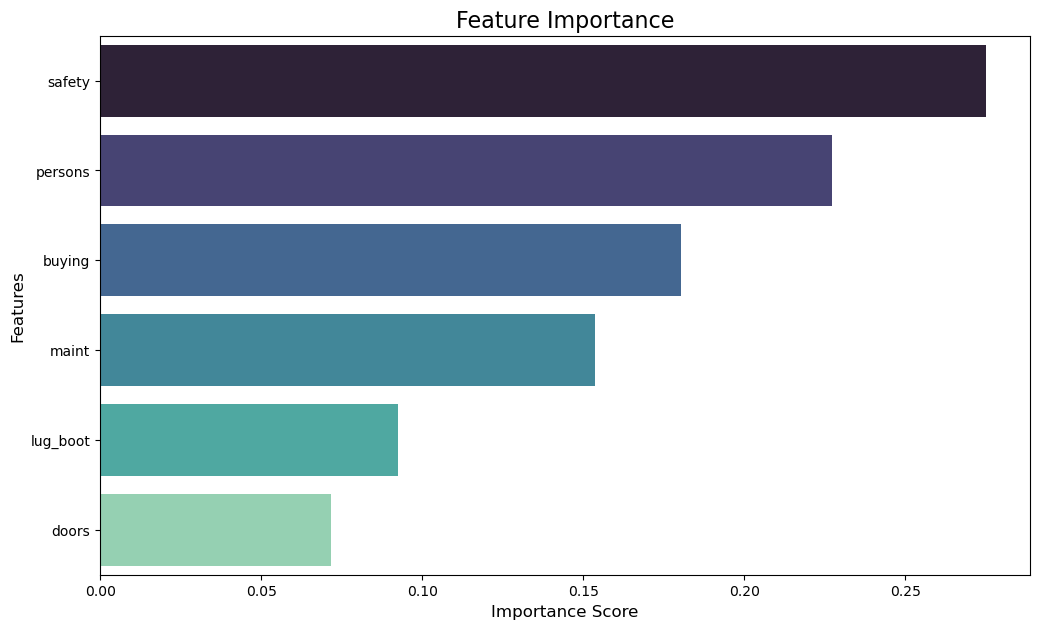 Feature Importance
safety
persons
buying
maint
lug_boot
doors
Features
0.00 0.05 0.10 0.15 0.20 0.25
Importance Score